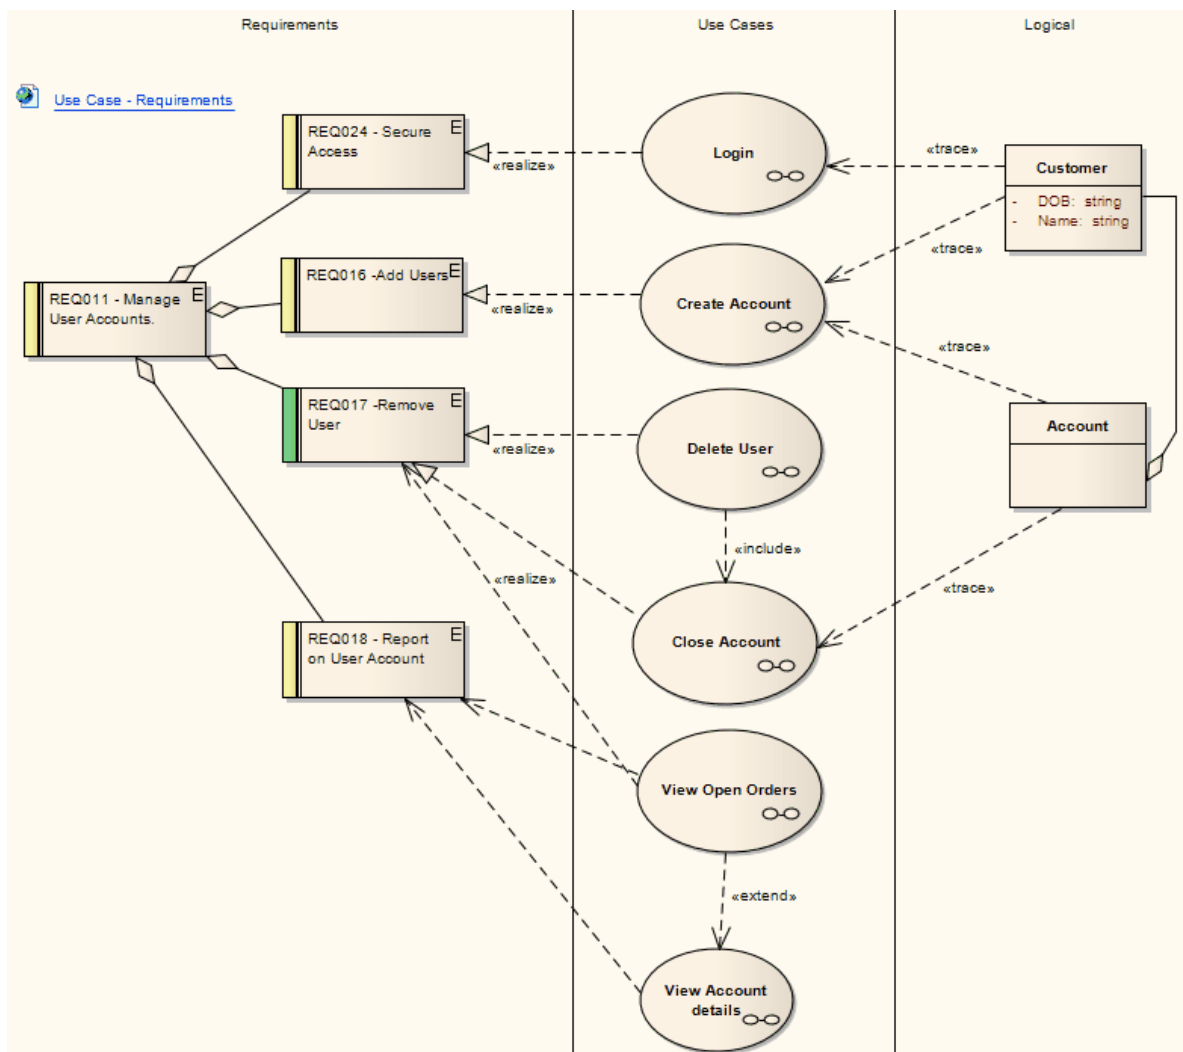 Requirements
Use Cases
Logical
Use Case - Requirements
REQ024 - Secure
Access
E
«realize»
Login
«trace»
Customer
- DOB: string
- Name: string
REQ016 -Add Users
E
«realize»
Create Account
«trace»
REQ011 - Manage
User Accounts.
E
«trace»
REQ017 -Remove
User
E
«realize»
Delete User
Account
«include»
«realize»
«trace»
REQ018 - Report
on User Account
E
Close Account
View Open Orders
«extend»
View Account
details